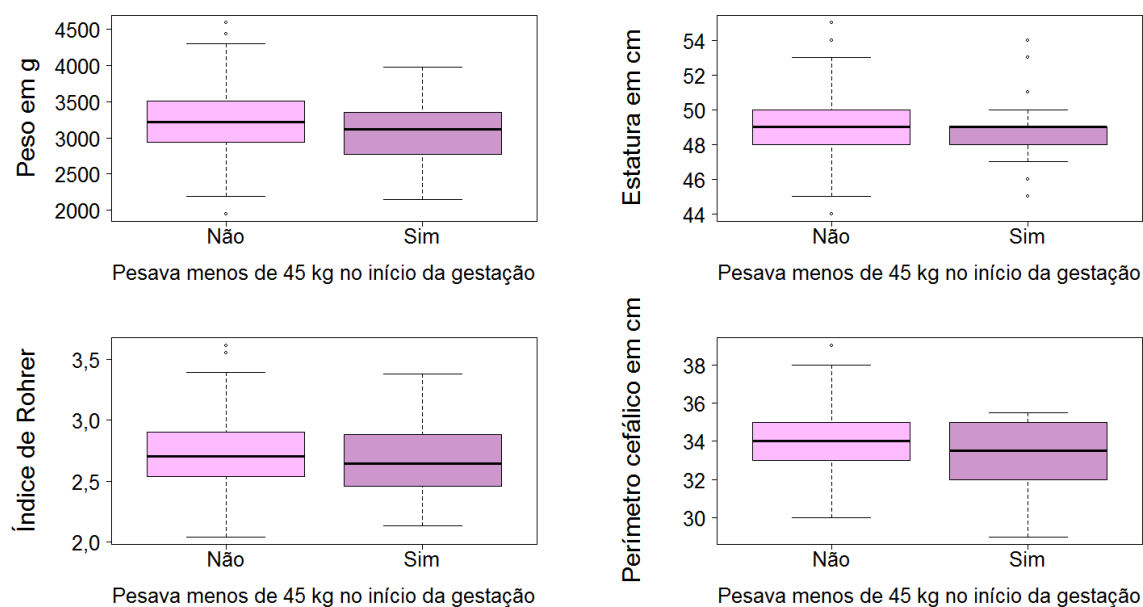 Peso em g
4500
4000
3500
3000
2500
2000
Não
Sim
Pesava menos de 45 kg no início da gestação
Estatura em cm
54
52
50
48
46
44
Não
Sim
Pesava menos de 45 kg no início da gestação
Índice de Rohrer
3,5
3,0
2,5
2,0
Não
Sim
Pesava menos de 45 kg no início da gestação
Perímetro cefálico em cm
38
36
34
32
30
Não
Sim
Pesava menos de 45 kg no início da gestação